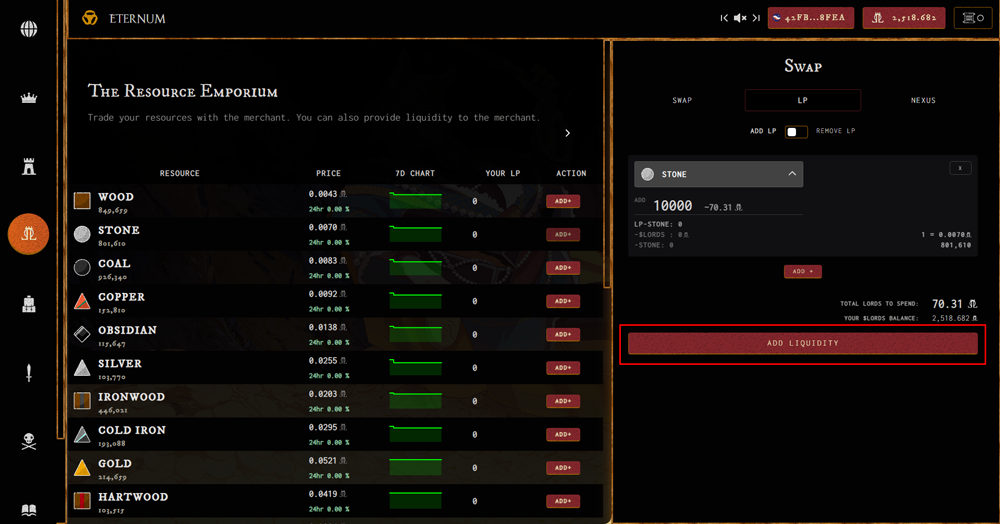 ETERNUM
42FB...8FEA
2,518.682
0
The Resource Emporium
Trade your resources with the merchant. You can also provide liquidity to the merchant.
RESOURCE PRICE 7D CHART YOUR LP ACTION
WOOD 0.0043 0 ADD+
849,659 24hr 0.00 %
STONE 0.0070 0 ADD+
801,610 24hr 0.00 %
COAL 0.0083 0 ADD+
926,340 24hr 0.00 %
COPPER 0.0092 0 ADD+
152,810 24hr 0.00 %
OBSIDIAN 0.0138 0 ADD+
115,647 24hr 0.00 %
SILVER 0.0255 0 ADD+
103,770 24hr 0.00 %
IRONWOOD 0.0203 0 ADD+
446,021 24hr 0.00 %
COLD IRON 0.0295 0 ADD+
193,088 24hr 0.00 %
GOLD 0.0521 0 ADD+
214,659 24hr 0.00 %
HARTWOOD 0.0419 0 ADD+
103,515 24hr 0.00 %
Swap
SWAP LP NEXUS
ADD LP REMOVE LP
STONE x
ADD 10000 ~70.31
LP-STONE: 0
-$LORDS : 0 1 = 0.0070
-STONE: 0 801,610
ADD +
TOTAL LORDS TO SPEND: 70.31
YOUR $LORDS BALANCE: 2,518.682
ADD LIQUIDITY